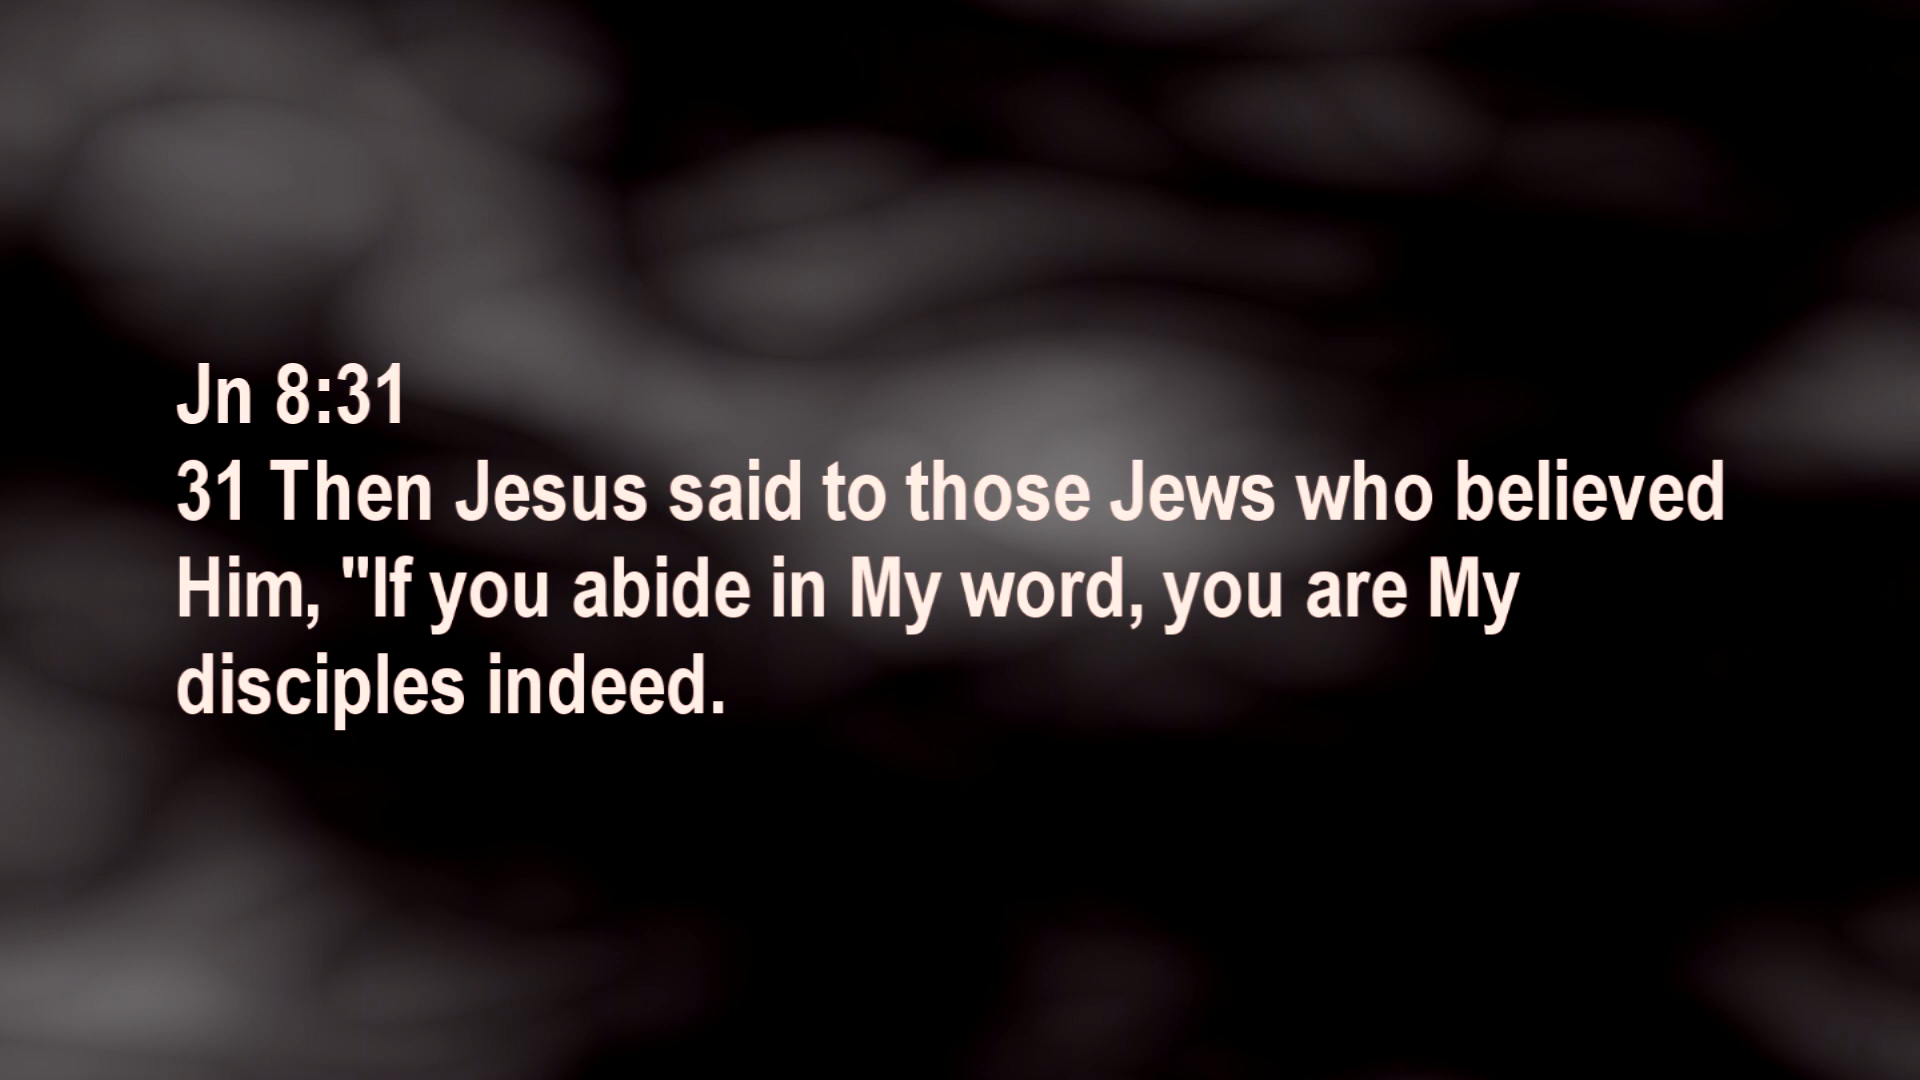 Jn 8:31
31 Then Jesus said to those Jews who believed
Him, "If you abide in My word, you are My
disciples indeed.